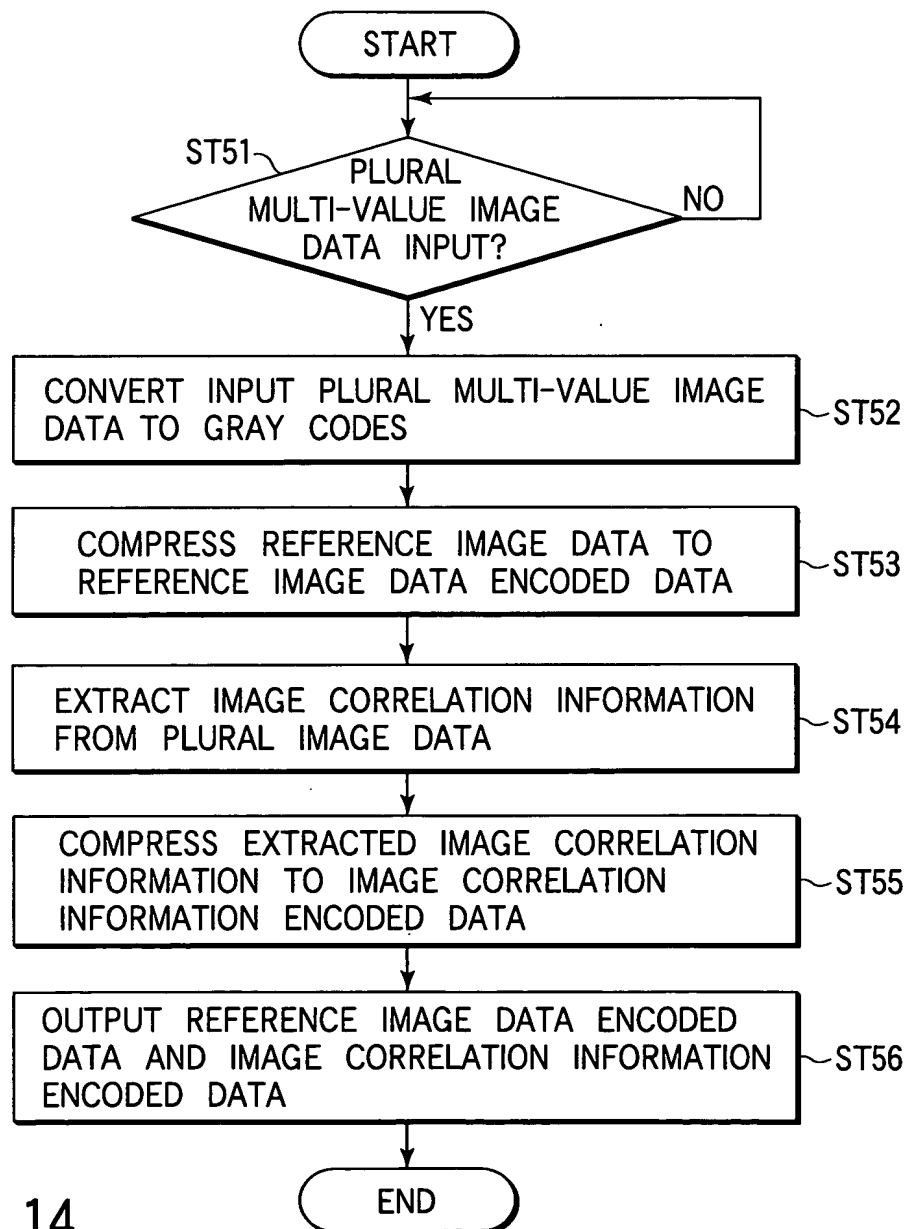 START
ST51
PLURAL
MULTI-VALUE IMAGE
DATA INPUT?
NO
YES
CONVERT INPUT PLURAL MULTI-VALUE IMAGE
DATA TO GRAY CODES
ST52
COMPRESS REFERENCE IMAGE DATA TO
REFERENCE IMAGE DATA ENCODED DATA
ST53
EXTRACT IMAGE CORRELATION INFORMATION
FROM PLURAL IMAGE DATA
ST54
COMPRESS EXTRACTED IMAGE CORRELATION
INFORMATION TO IMAGE CORRELATION
INFORMATION ENCODED DATA
ST55
OUTPUT REFERENCE IMAGE DATA ENCODED
DATA AND IMAGE CORRELATION INFORMATION
ENCODED DATA
ST56
END
14